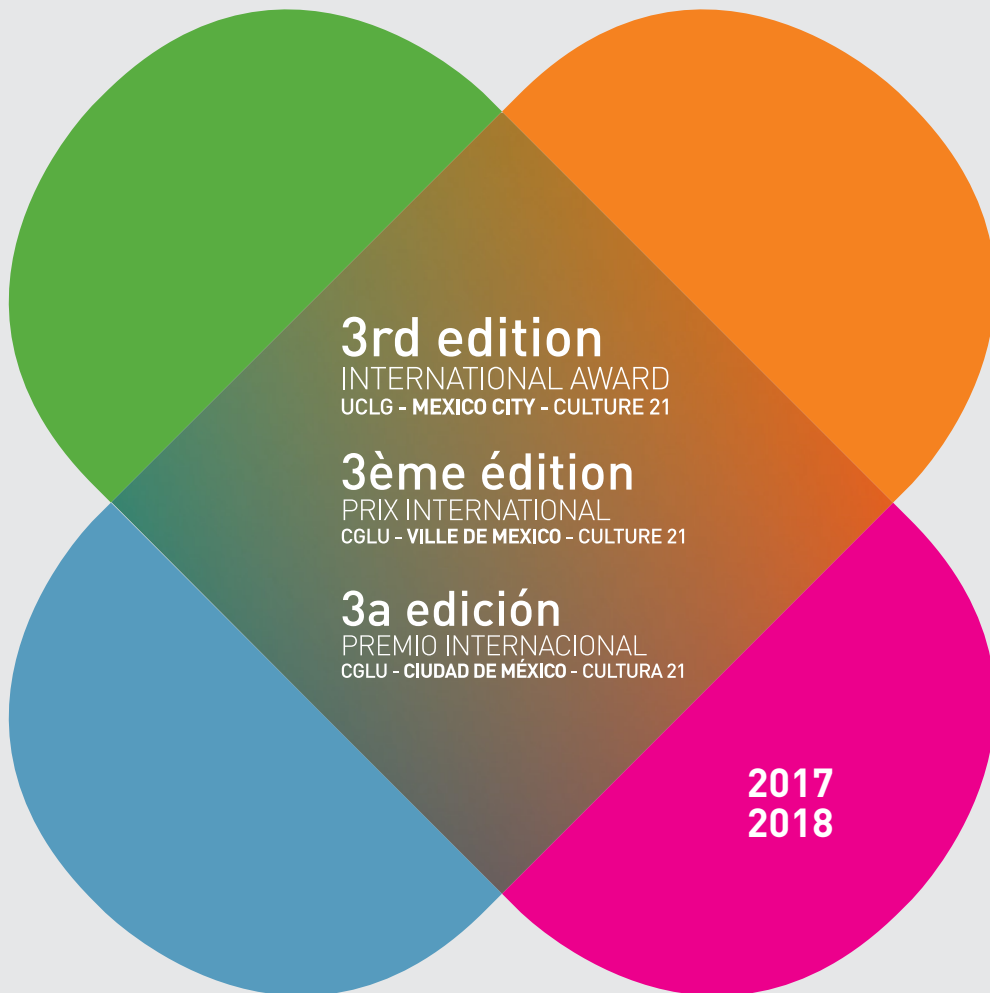 3rd edition
INTERNATIONAL AWARD
UCLG - MEXICO CITY - CULTURE 21
3ème édition
PRIX INTERNATIONAL
CGLU - VILLE DE MEXICO - CULTURE 21
3a edición
PREMIO INTERNACIONAL
CGLU - CIUDAD DE MÉXICO - CULTURA 21
2017
2018